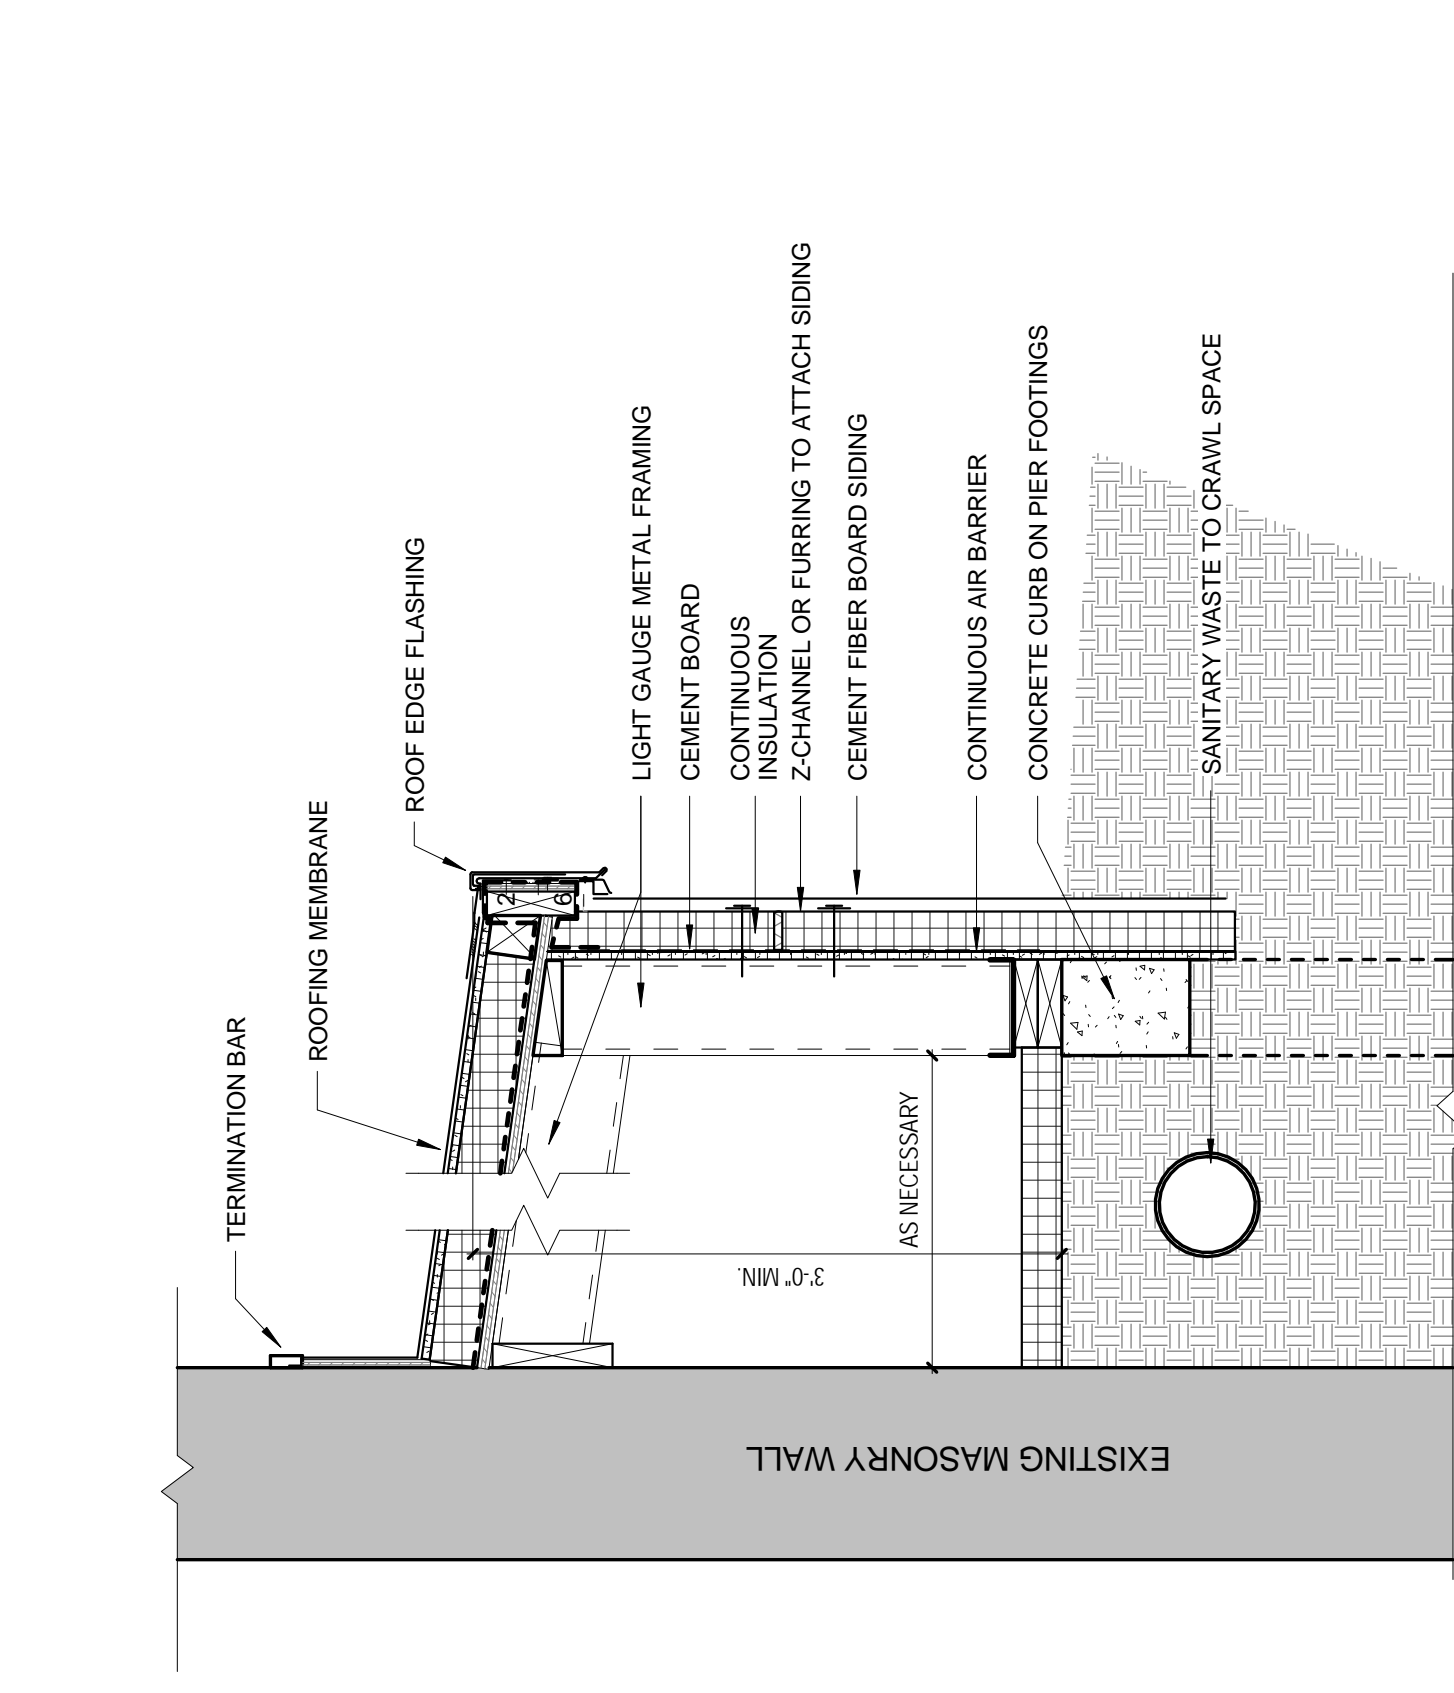 TERMINATION BAR
ROOFING MEMBRANE
ROOF EDGE FLASHING
2
6
LIGHT GAUGE METAL FRAMING
CEMENT BOARD
CONTINUOUS
INSULATION
Z-CHANNEL OR FURRING TO ATTACH SIDING
CEMENT FIBER BOARD SIDING
CONTINUOUS AIR BARRIER
CONCRETE CURB ON PIER FOOTINGS
SANITARY WASTE TO CRAWL SPACE
AS NECESSARY
3'-0" MIN.
EXISTING MASONRY WALL